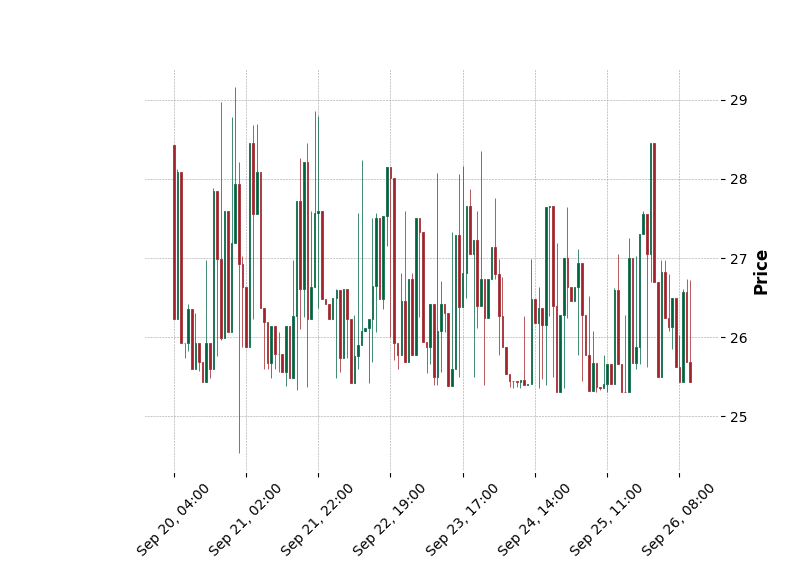 29
28
27
26
25
Price
Sep 20, 04:00
Sep 21, 02:00
Sep 21, 22:00
Sep 22, 19:00
Sep 23, 17:00
Sep 24, 14:00
Sep 25, 11:00
Sep 26, 08:00